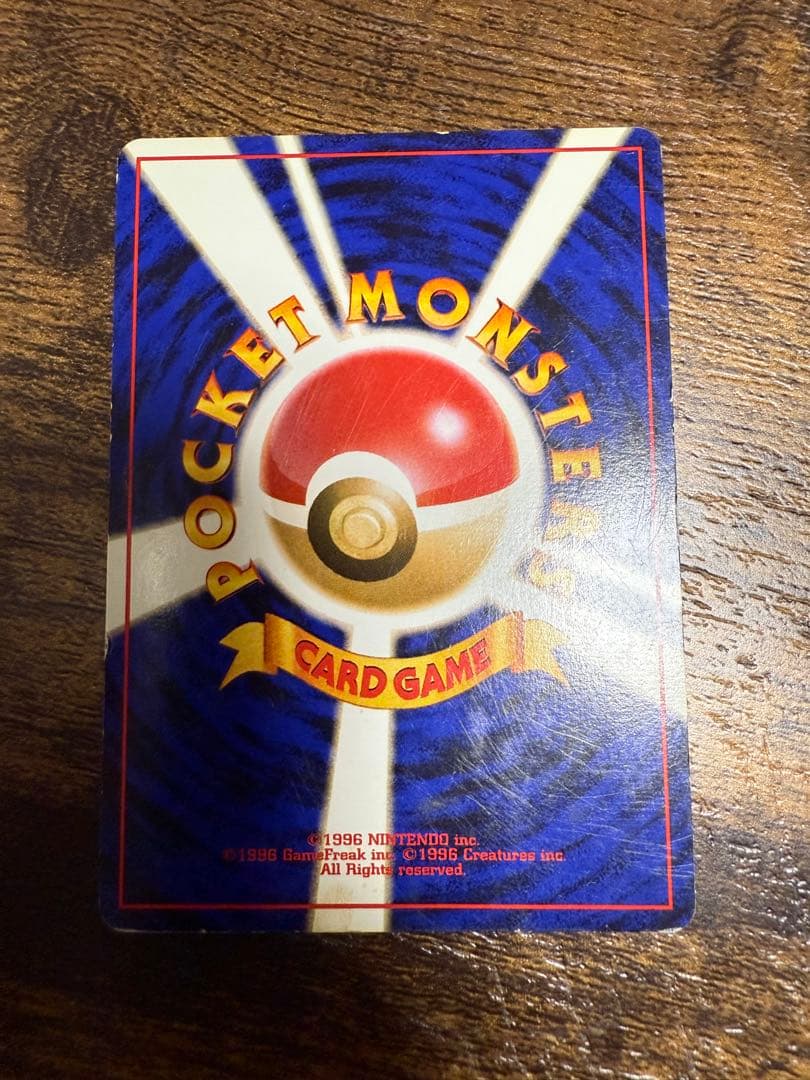 POCKET MONSTERS
CARD GAME
©1996 NINTENDO inc.
©1996 GameFreak inc. ©1996 Creatures inc.
All Rights reserved.